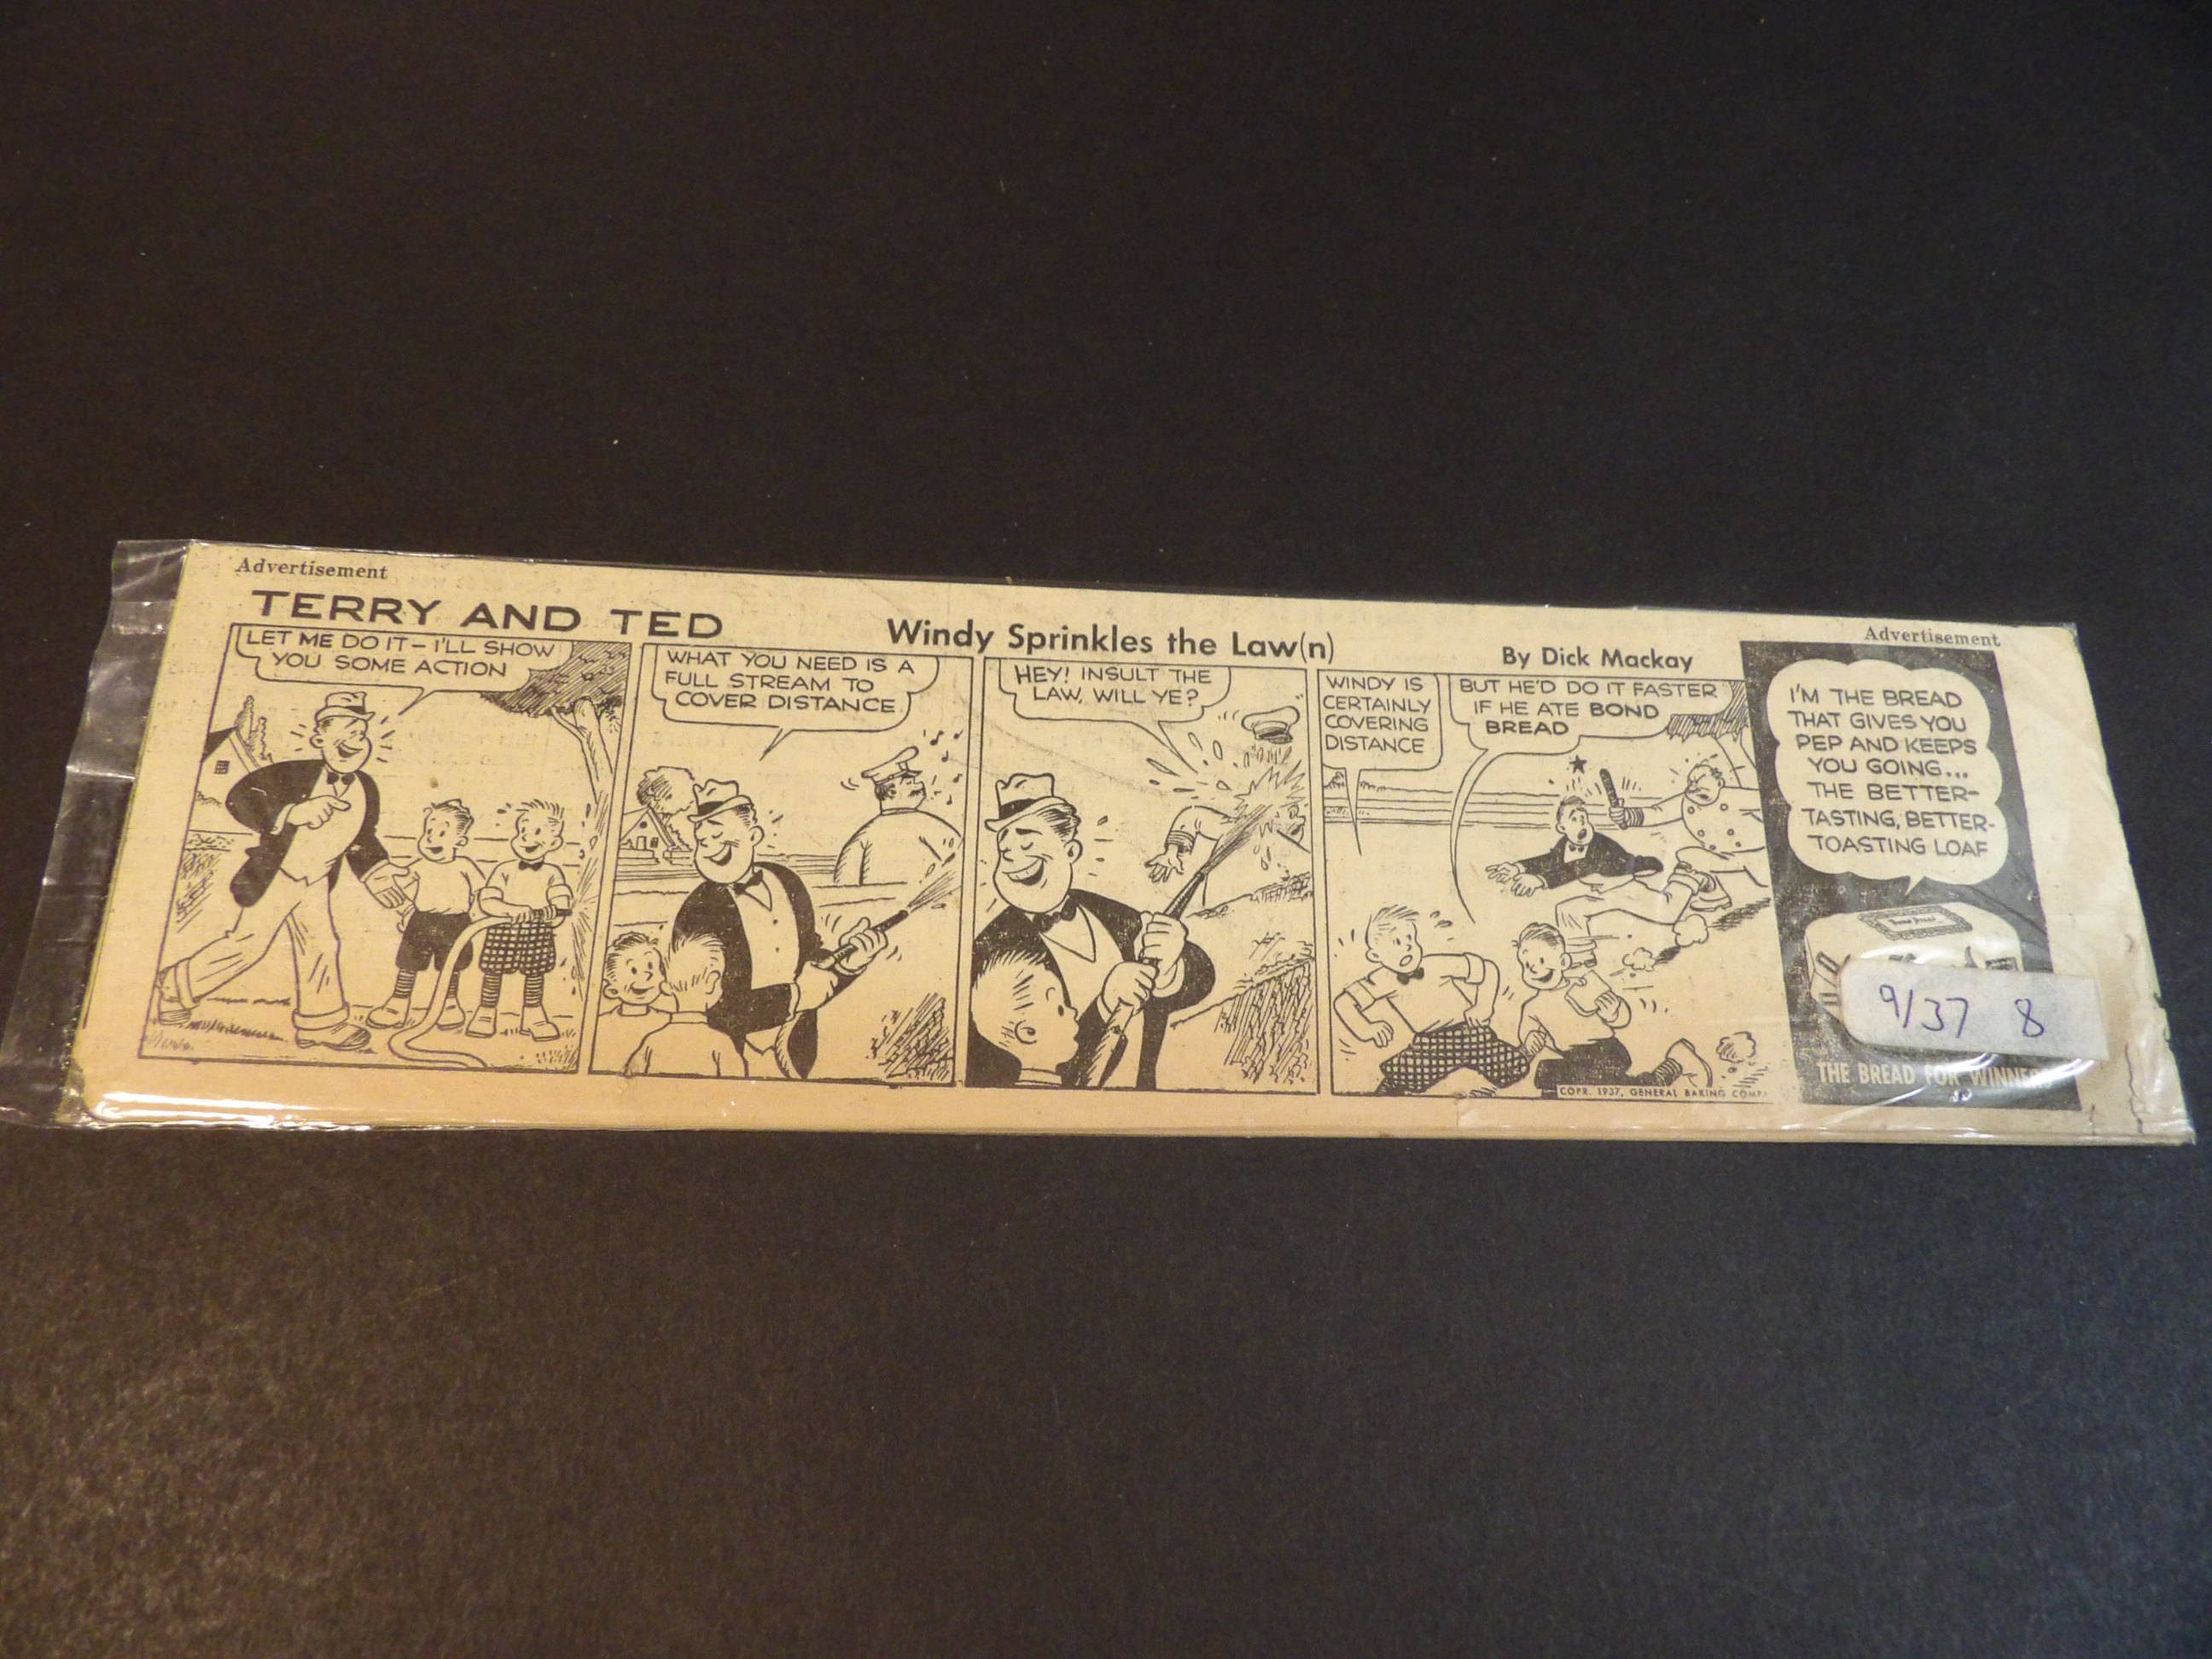 Advertisement
TERRY AND TED
Windy Sprinkles the Law(n)
By Dick Mackay
Advertisement
LET ME DO IT — I'LL SHOW
YOU SOME ACTION
WHAT YOU NEED IS A
FULL STREAM TO
COVER DISTANCE
HEY! INSULT THE
LAW, WILL YE?
WINDY IS
CERTAINLY
COVERING
DISTANCE
BUT HE'D DO IT FASTER
IF HE ATE BOND
BREAD
COPR. 1937, GENERAL BAKING
I'M THE BREAD
THAT GIVES YOU
PEP AND KEEPS
YOU GOING...
THE BETTER-
TASTING, BETTER-
TOASTING LOAF
Bond Bread
9/37 8
THE BREAD FOR WINNERS